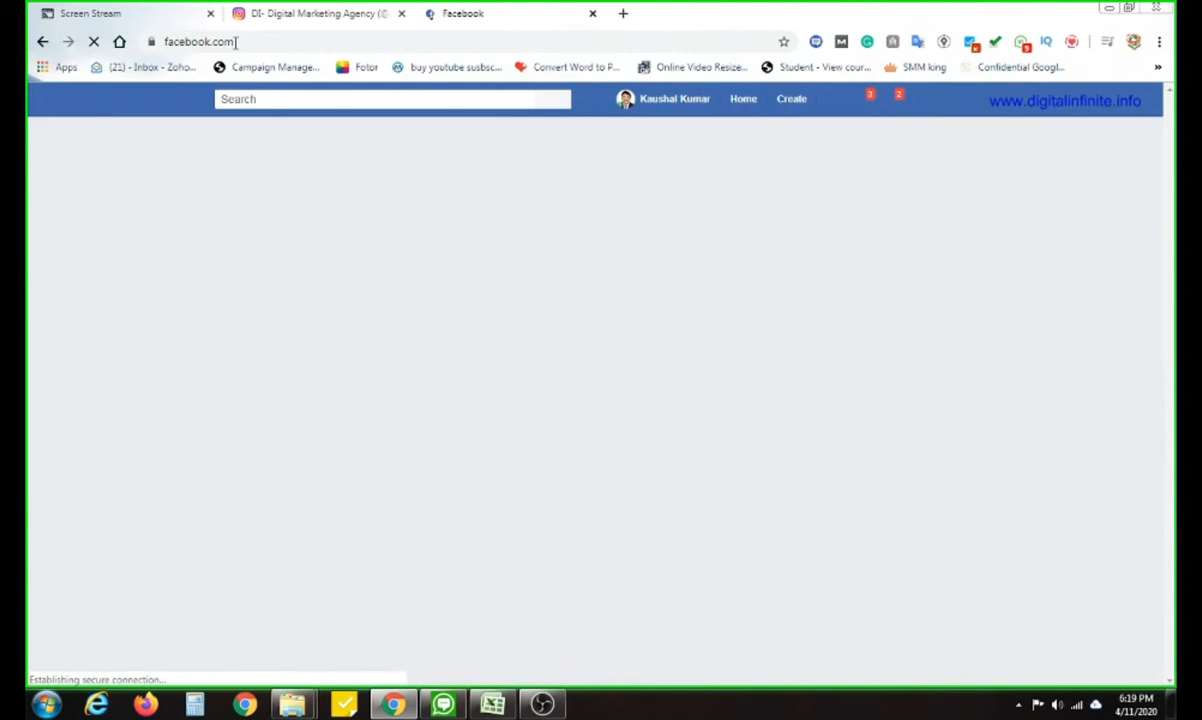 Screen Stream
DI- Digital Marketing Agency (@
Facebook
facebook.com
Apps
(21) - Inbox - Zoho...
Campaign Manage...
Fotor
buy youtube susbsc...
Convert Word to P...
Online Video Resize...
Student - View cour...
SMM king
Confidential Googl...
Search
Kaushal Kumar
Home
Create
3
2
www.digitalinfinite.info
Establishing secure connection...
6:19 PM
4/11/2020